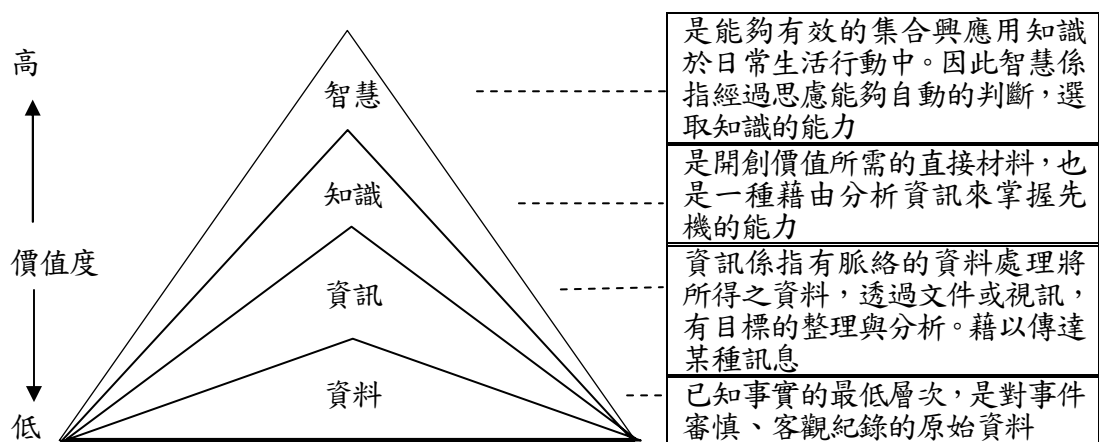 高
價值度
低
智慧
知識
資訊
資料
是能夠有效的集合興應用知識
於日常生活行動中。因此智慧係
指經過思慮能夠自動的判斷，選
取知識的能力
是開創價值所需的直接材料，也
是一種藉由分析資訊來掌握先
機的能力
資訊係指有脈絡的資料處理將
所得之資料，透過文件或視訊，
有目標的整理與分析。藉以傳達
某種訊息
已知事實的最低層次，是對事件
審慎、客觀紀錄的原始資料